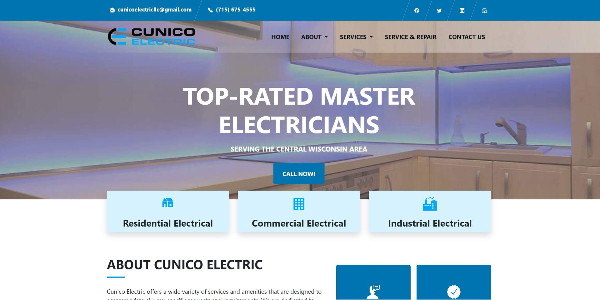 cunicoelectricllc@gmail.com (715) 675-4555
CUNICO
ELECTRIC
HOME ABOUT SERVICES SERVICE & REPAIR CONTACT US
TOP-RATED MASTER
ELECTRICIANS
SERVING THE CENTRAL WISCONSIN AREA
CALL NOW!
Residential Electrical Commercial Electrical Industrial Electrical
ABOUT CUNICO ELECTRIC
Cunico Electric offers a wide variety of services and amenities that are designed to